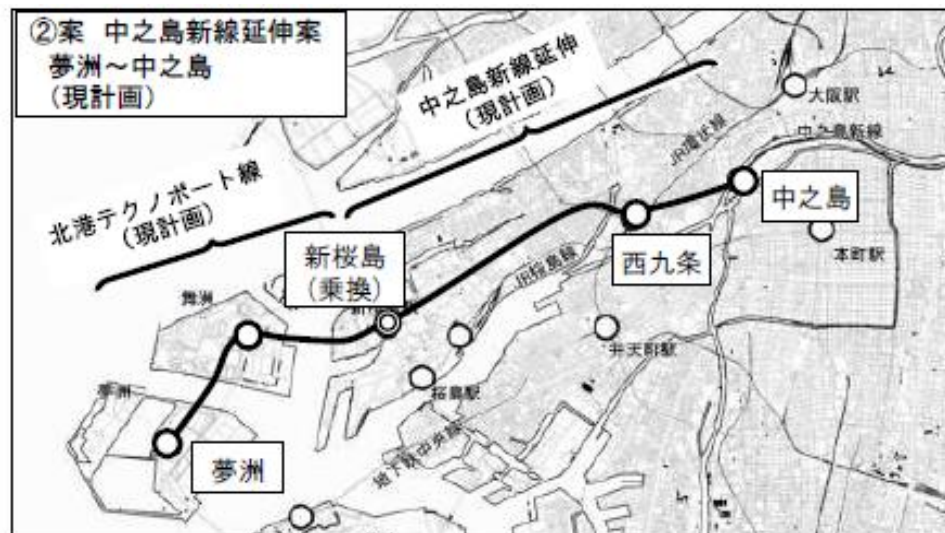 ②案 中之島新線延伸案
夢洲～中之島
（現計画）
中之島新線延伸
（現計画）
北港テクノポート線
（現計画）
大阪駅
中之島新線
JR環状線
中之島
本町駅
西九条
新桜島
（乗換）
JR桜島線
舞洲
弁天町駅
桜島駅
夢洲
地下鉄中央線
夢洲